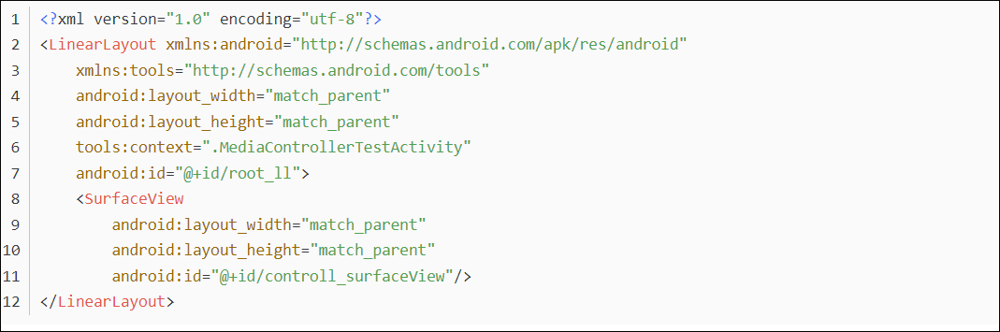 1 <?xml version="1.0" encoding="utf-8"?>
2 <LinearLayout xmlns:android="http://schemas.android.com/apk/res/android"
3     xmlns:tools="http://schemas.android.com/tools"
4     android:layout_width="match_parent"
5     android:layout_height="match_parent"
6     tools:context=".MediaControllerTestActivity"
7     android:id="@+id/root_ll">
8     <SurfaceView
9         android:layout_width="match_parent"
10         android:layout_height="match_parent"
11         android:id="@+id/controll_surfaceView"/>
12 </LinearLayout>